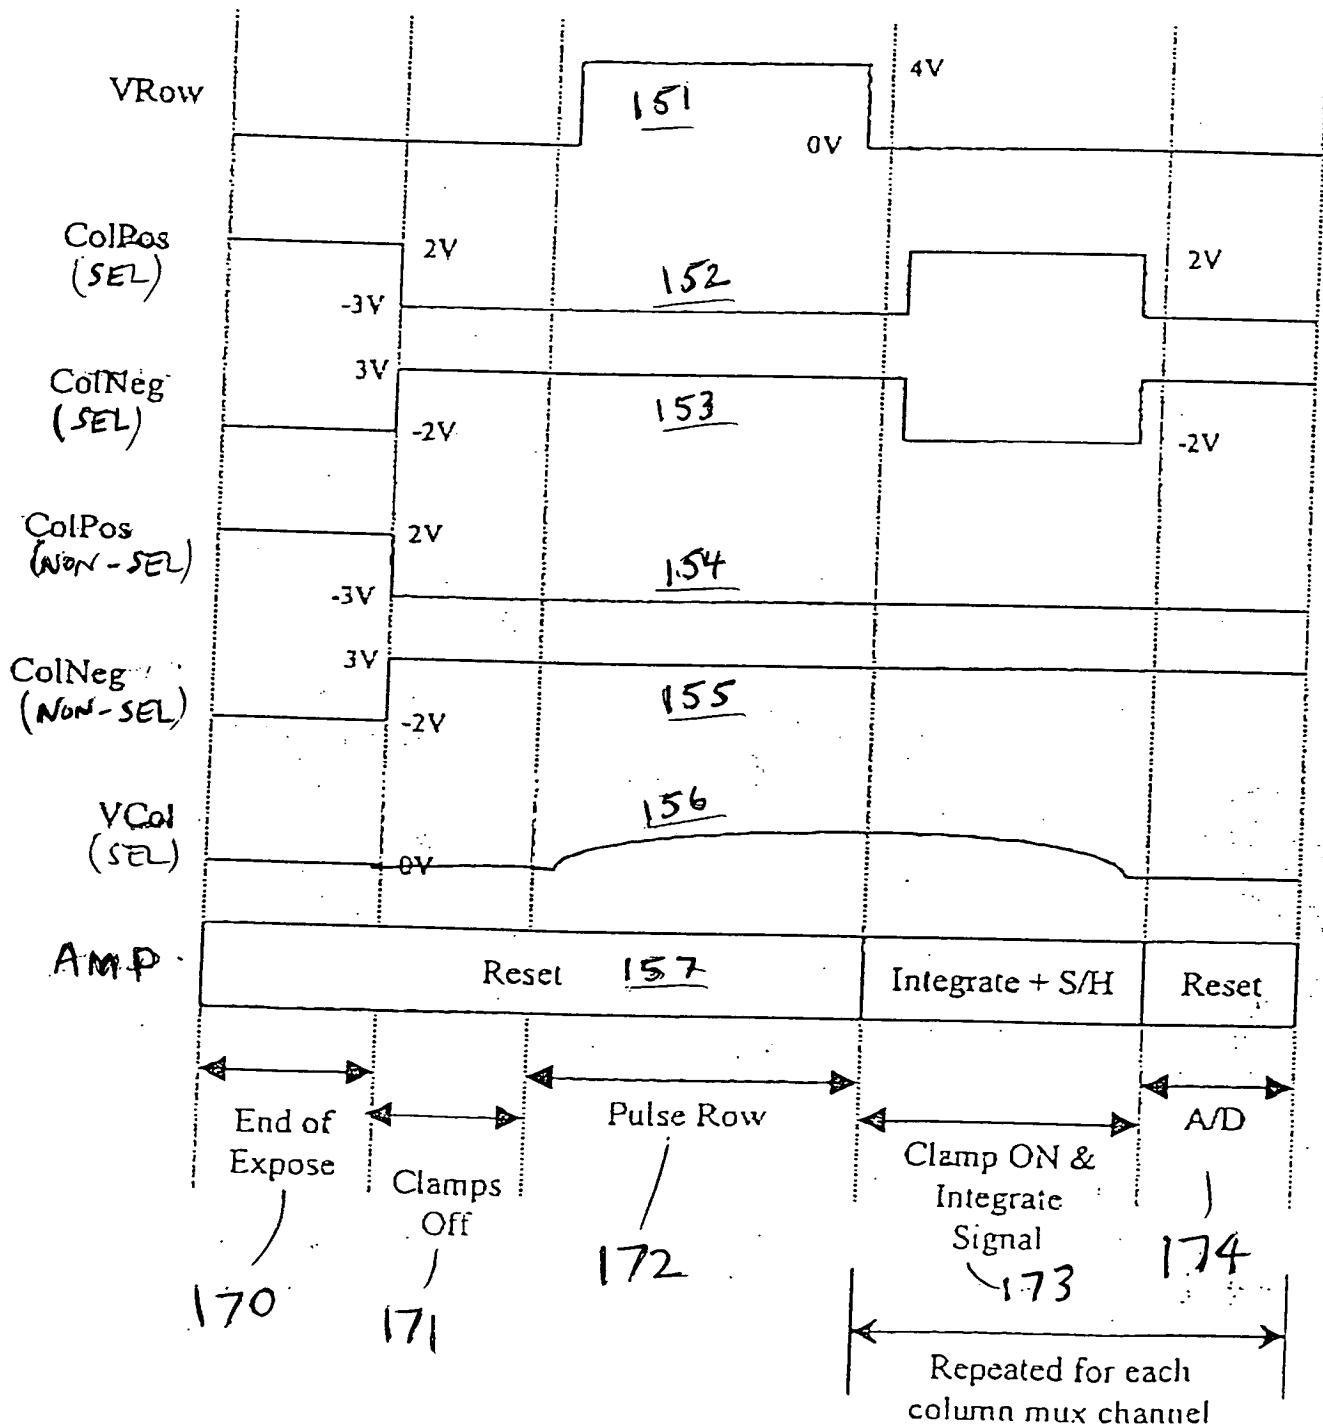 VRow
151
4V
0V
ColPos
(SEL)
2V
-3V
152
2V
ColNeg
(SEL)
3V
-2V
153
-2V
ColPos
(NON-SEL)
2V
-3V
154
ColNeg
(NON-SEL)
3V
-2V
155
VCol
(SEL)
0V
156
AMP
Reset 157
Integrate + S/H
Reset
End of
Expose
Clamps
Off
Pulse Row
Clamp ON &
Integrate
Signal
A/D
170
171
172
173
174
Repeated for each
column mux channel